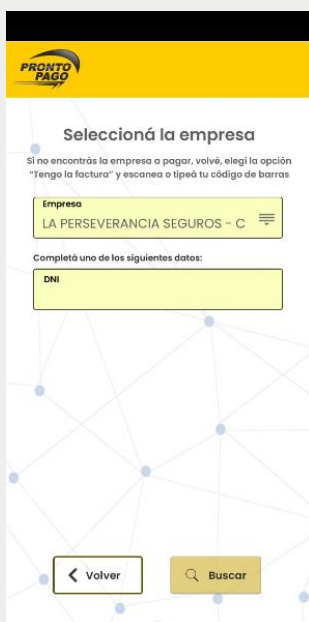 PRONTO
PAGO
Seleccioná la empresa
Si no encontrás la empresa a pagar, volvé, elegí la opción
"Tengo la factura" y escanea o tipeá tu código de barras
Empresa
LA PERSEVERANCIA SEGUROS - C
Completá uno de los siguientes datos:
DNI
Volver
Buscar